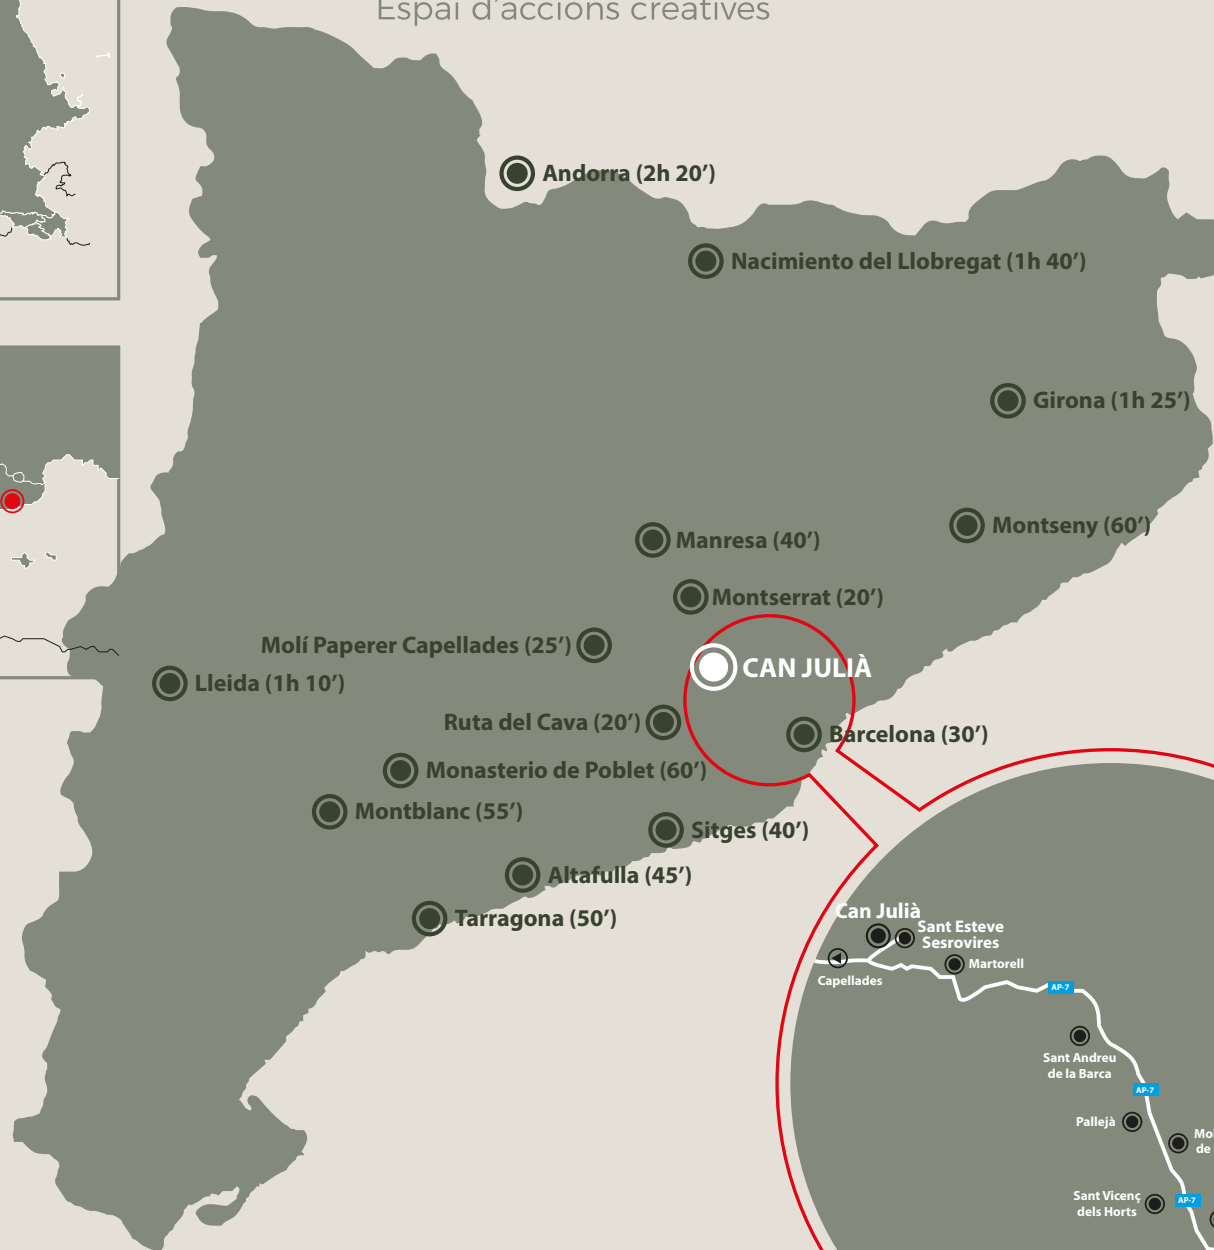 Espai d’accions creatives
Andorra (2h 20’)
Nacimiento del Llobregat (1h 40’)
Girona (1h 25’)
Montseny (60’)
Manresa (40’)
Montserrat (20’)
Molí Paperer Capellades (25’)
CAN JULIÀ
Lleida (1h 10’)
Ruta del Cava (20’)
Barcelona (30’)
Monasterio de Poblet (60’)
Montblanc (55’)
Sitges (40’)
Altafulla (45’)
Tarragona (50’)
Can Julià
Sant Esteve
Sesrovires
Martorell
Capellades
AP-7
Sant Andreu
de la Barca
AP-7
Pallejà
de
Sant Vicenç
dels Horts
AP-7